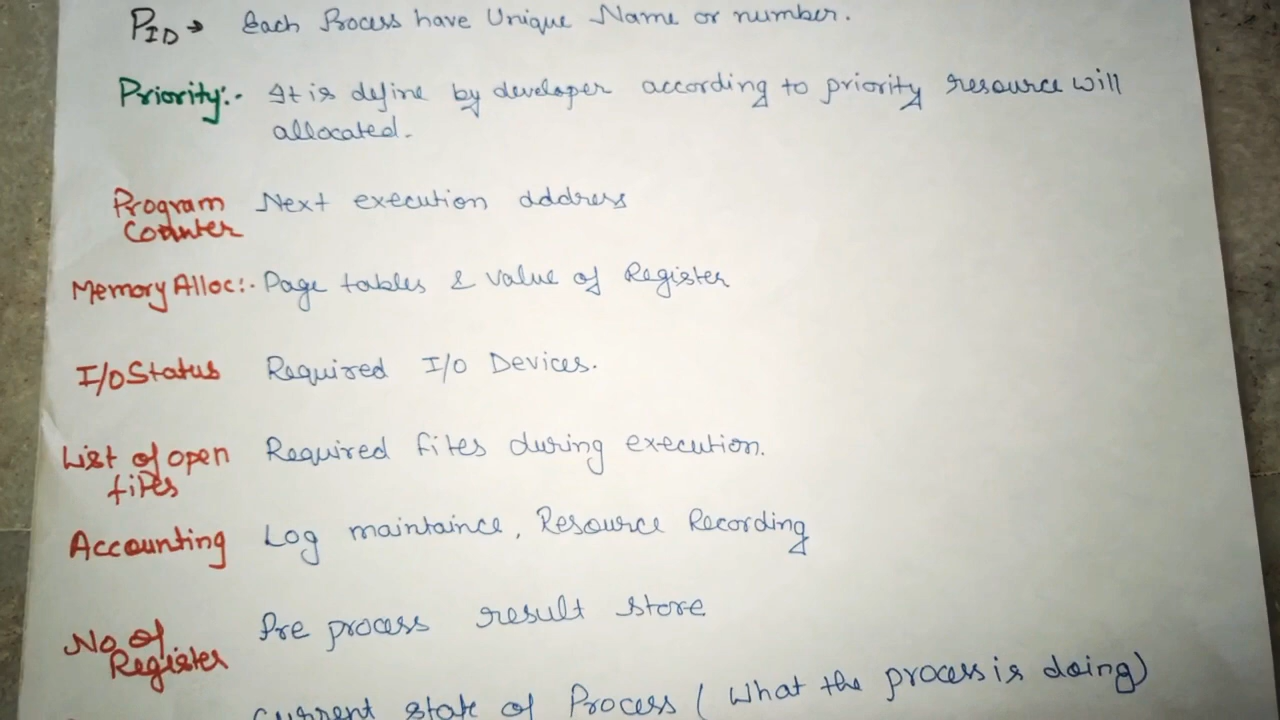 PID → Each Process have Unique Name or number.
Priority:- It is define by developer according to priority resource will
allocated.
Program Next execution address
Counter
Memory Alloc:- Page tables & value of Register
I/O Status Required I/O Devices.
List of open Required files during execution.
files
Accounting Log maintaince, Resource Recording
No of Pre process result store
Register
Current state of Process (What the process is doing)